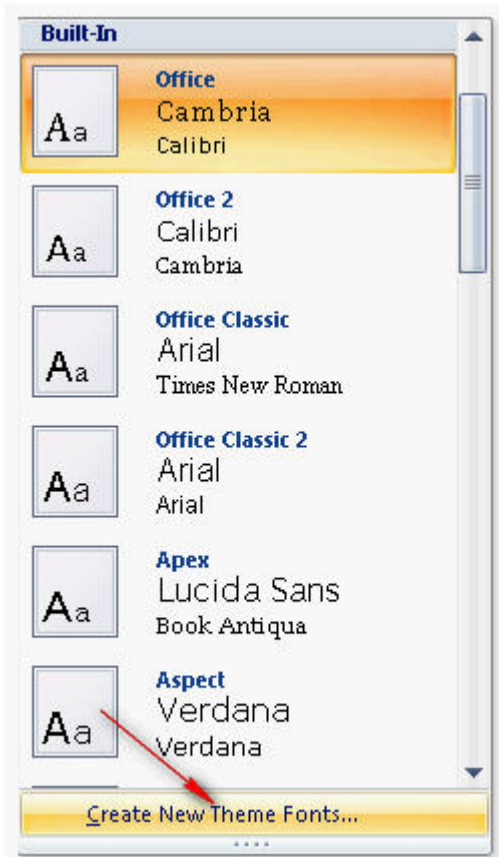 Built-In
Aa
Office
Cambria
Calibri
Aa
Office 2
Calibri
Cambria
Aa
Office Classic
Arial
Times New Roman
Aa
Office Classic 2
Arial
Arial
Aa
Apex
Lucida Sans
Book Antiqua
Aa
Aspect
Verdana
Verdana
Create New Theme Fonts...